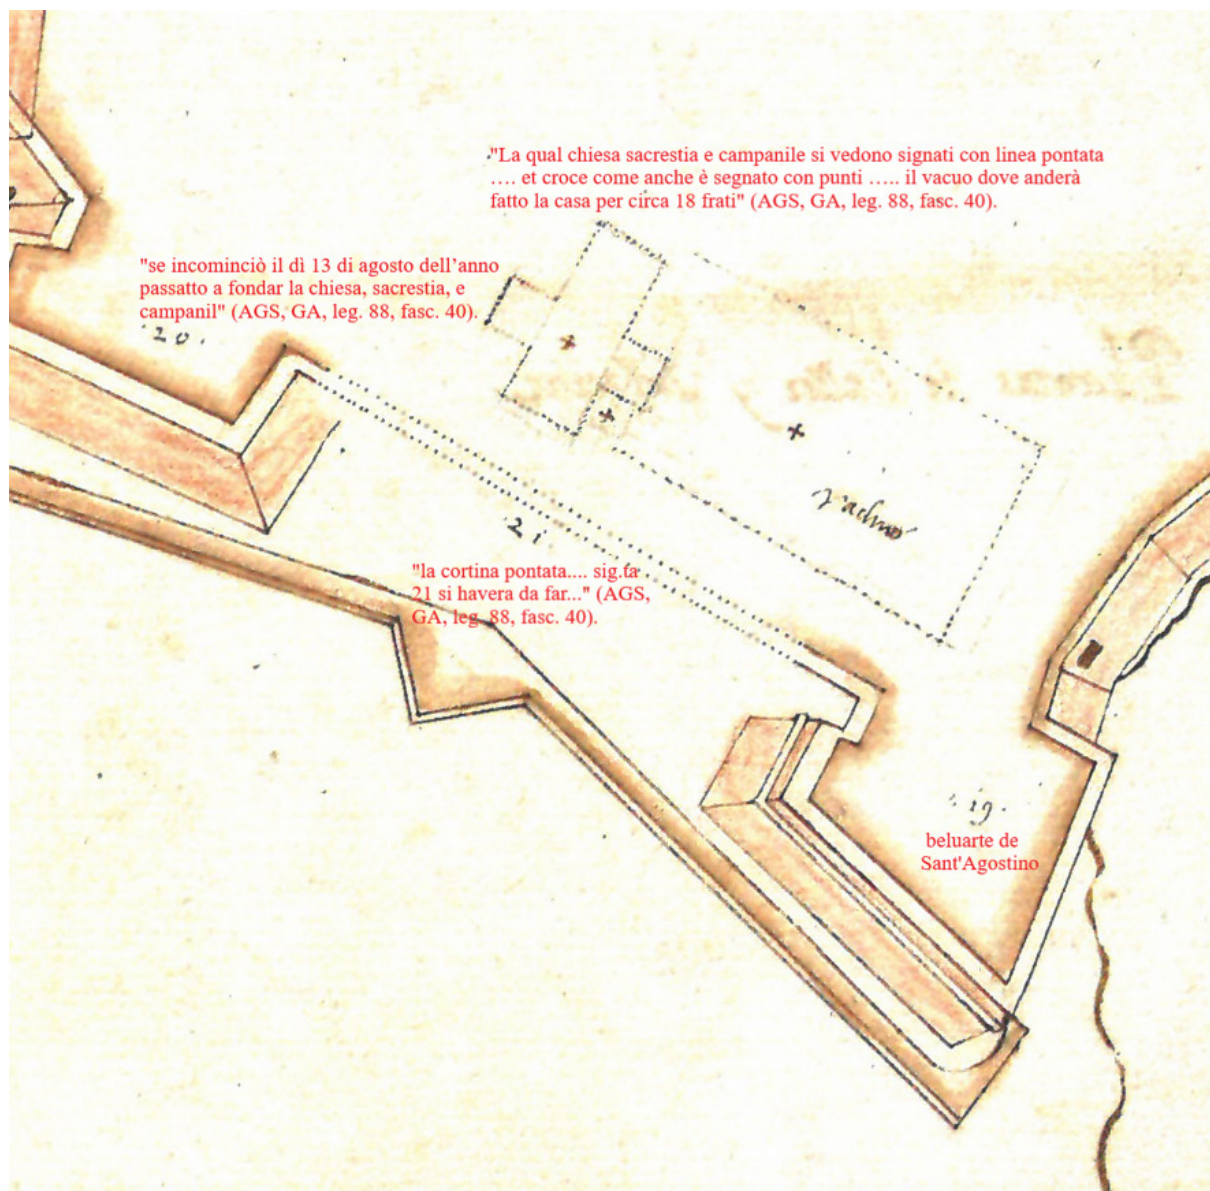 "La qual chiesa sacrestia e campanile si vedono signati con linea pontata
.... et croce come anche è segnato con punti ..... il vacuo dove anderà
fatto la casa per circa 18 frati" (AGS, GA, leg. 88, fasc. 40).
"se incominciò il dì 13 di agosto dell'anno
passatto a fondar la chiesa, sacrestia, e
campanil" (AGS, GA, leg. 88, fasc. 40).
20.
21
"la cortina pontata.... sig.ta
21 si havera da far..." (AGS,
GA, leg. 88, fasc. 40).
19.
beluarte de
Sant'Agostino